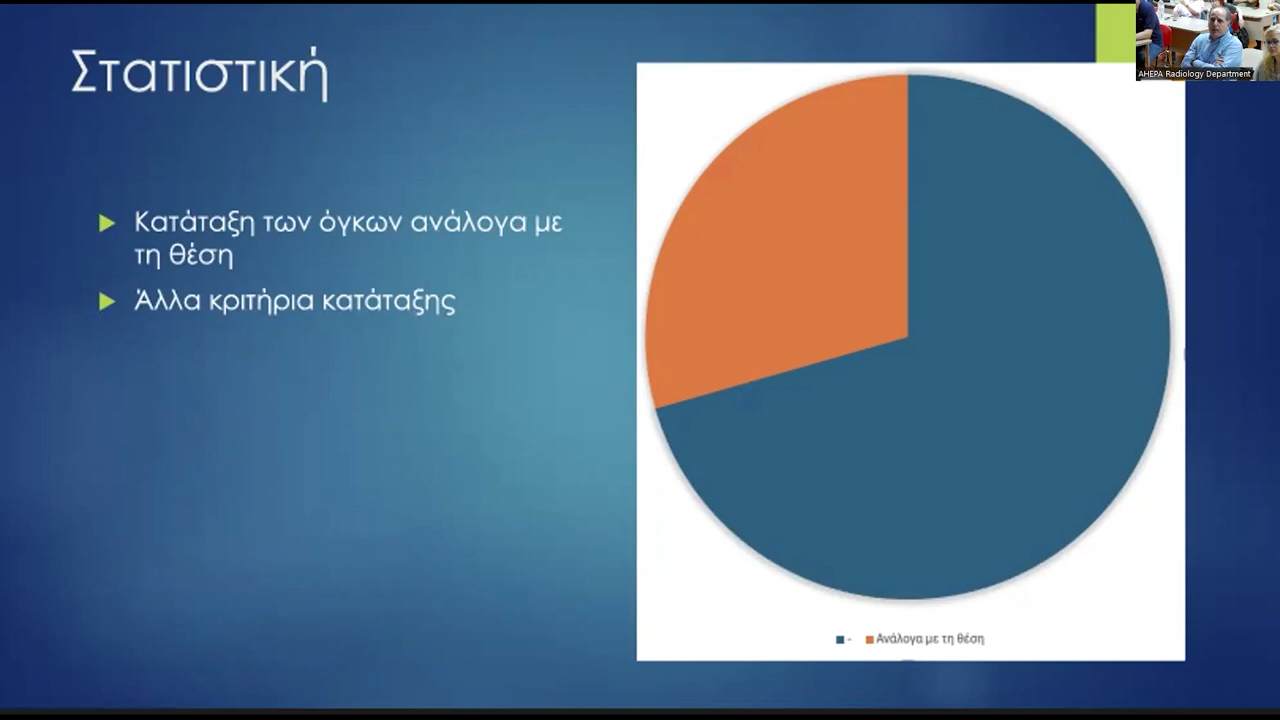 Στατιστική
Κατάταξη των όγκων ανάλογα με
τη θέση
Άλλα κριτήρια κατάταξης
- Ανάλογα με τη θέση
AHEPA Radiology Department